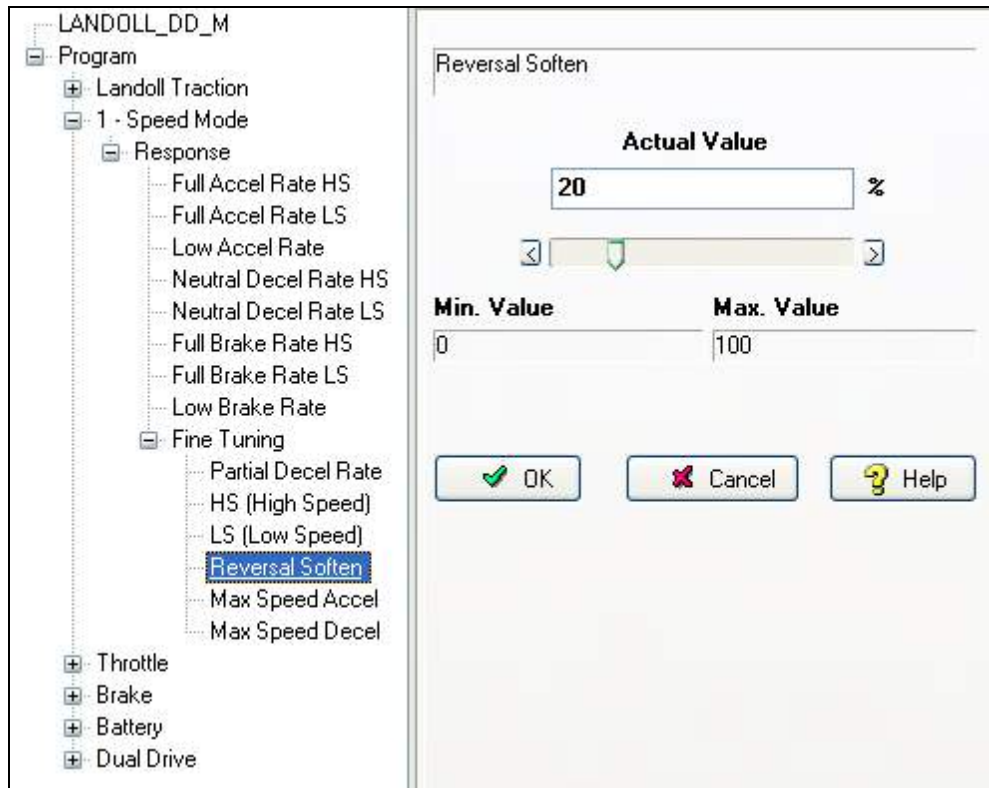 LANDOLL_DD_M
Program
Landoll Traction
1 - Speed Mode
Response
Full Accel Rate HS
Full Accel Rate LS
Low Accel Rate
Neutral Decel Rate HS
Neutral Decel Rate LS
Full Brake Rate HS
Full Brake Rate LS
Low Brake Rate
Fine Tuning
Partial Decel Rate
HS (High Speed)
LS (Low Speed)
Reversal Soften
Max Speed Accel
Max Speed Decel
Throttle
Brake
Battery
Dual Drive
Reversal Soften
Actual Value
20 %
Min. Value Max. Value
0 100
OK Cancel Help